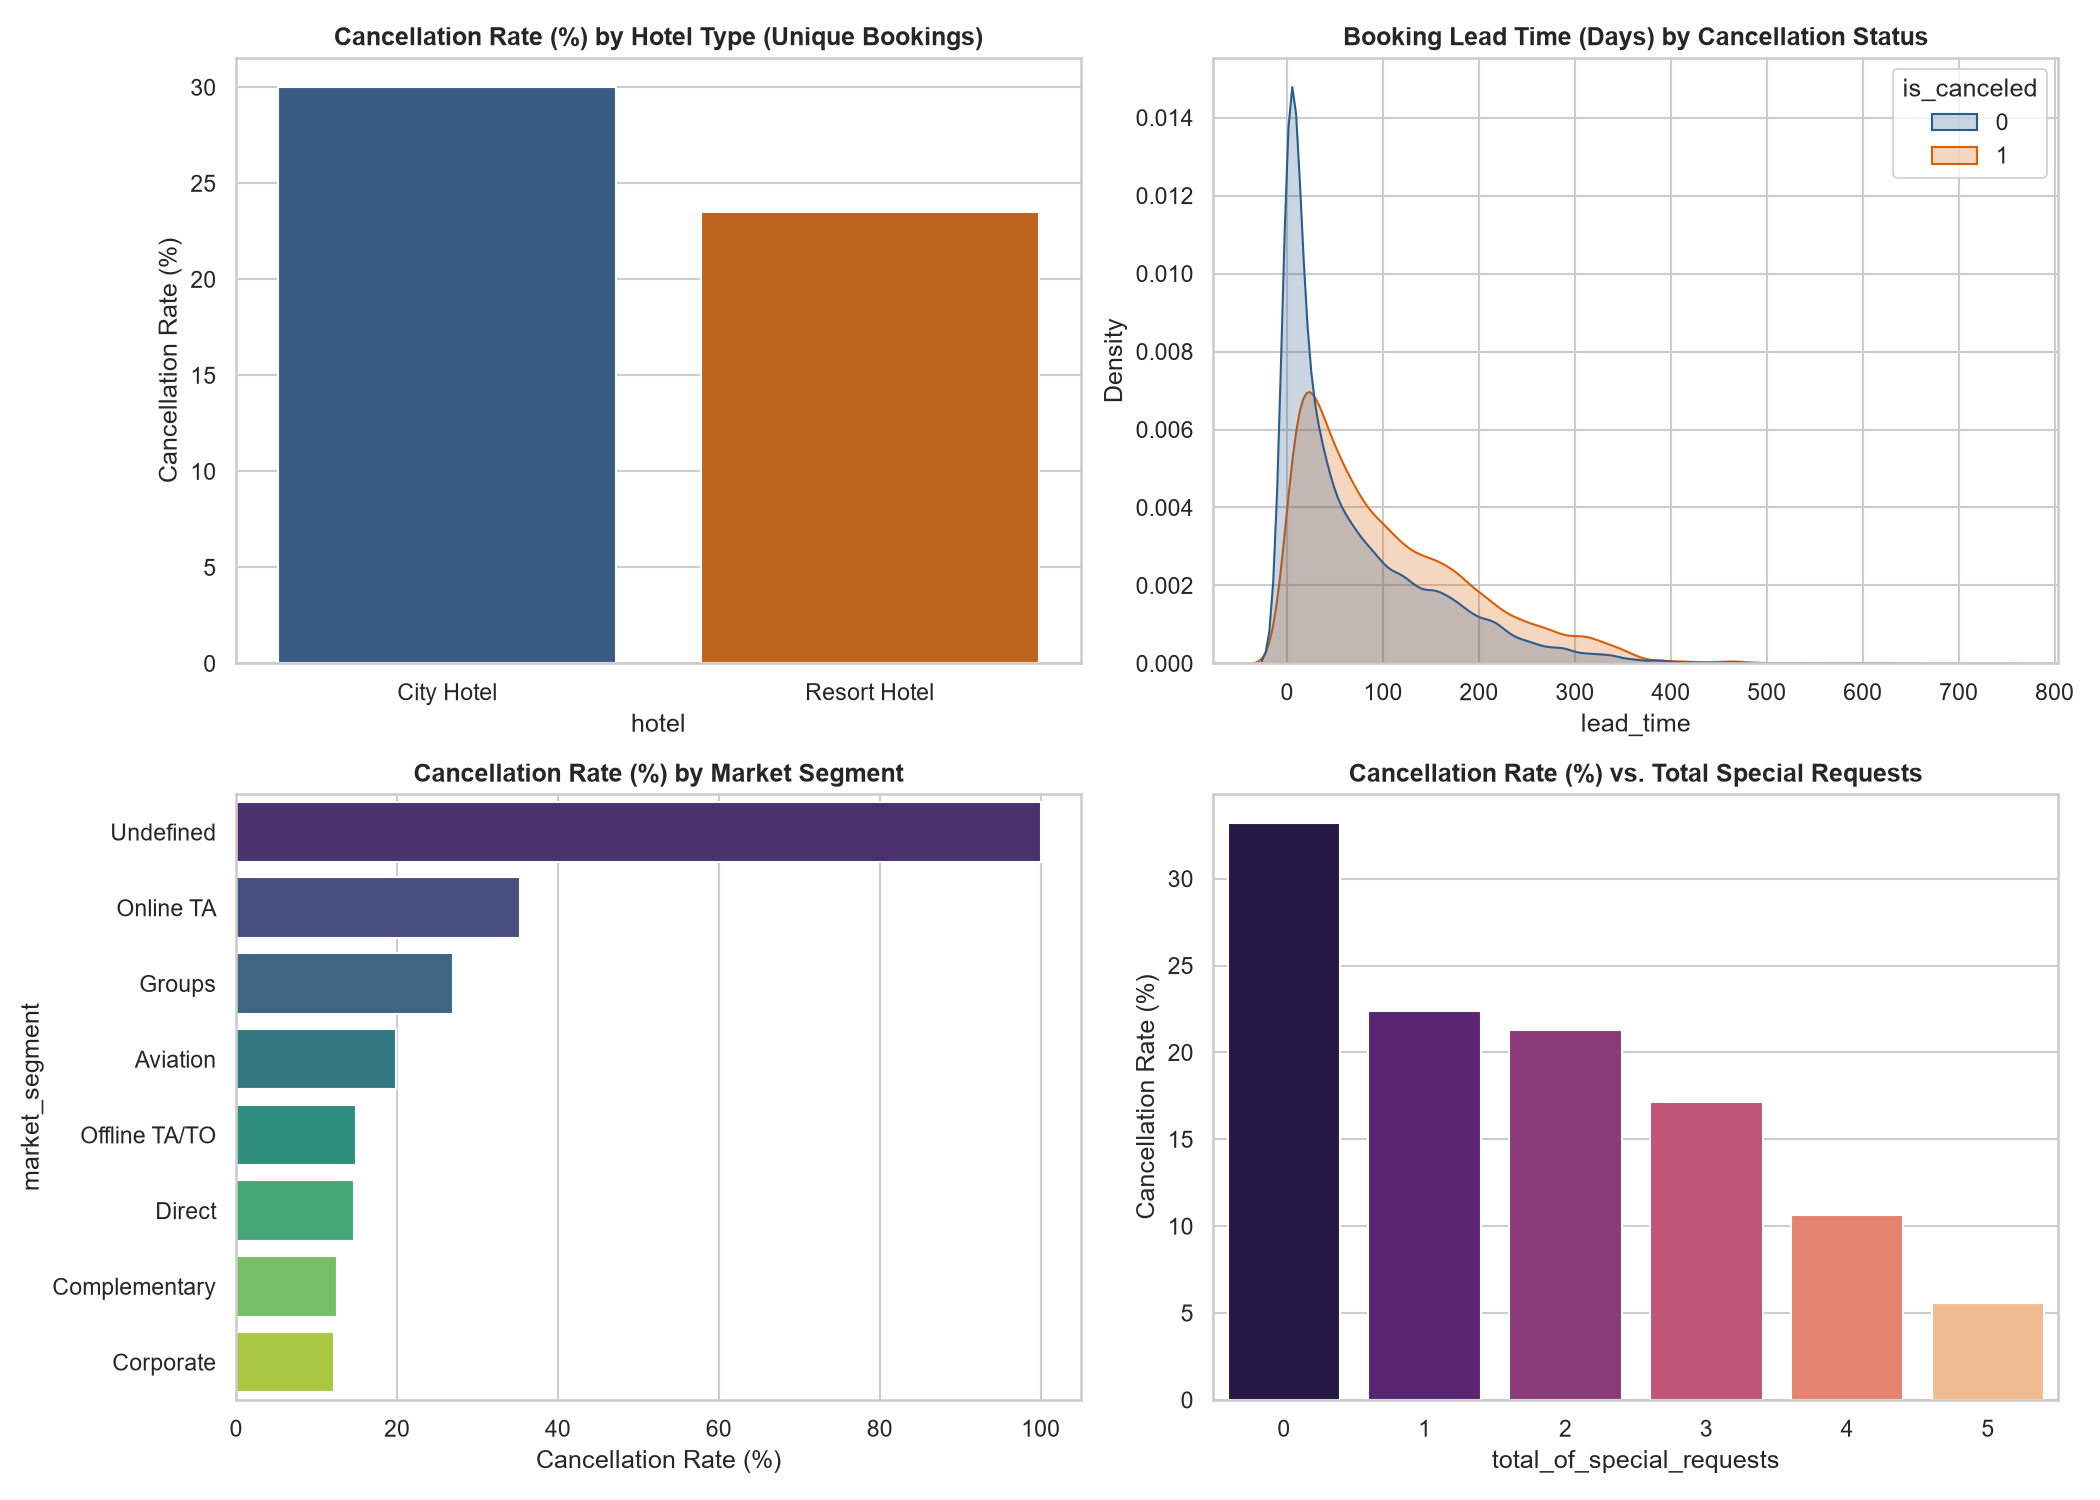 Cancellation Rate (%) by Hotel Type (Unique Bookings)
Cancellation Rate (%)
30
25
20
15
10
5
0
City Hotel
Resort Hotel
hotel
Booking Lead Time (Days) by Cancellation Status
Density
0.014
0.012
0.010
0.008
0.006
0.004
0.002
0.000
is_canceled
0
1
0 100 200 300 400 500 600 700 800
lead_time
Cancellation Rate (%) by Market Segment
market_segment
Undefined
Online TA
Groups
Aviation
Offline TA/TO
Direct
Complementary
Corporate
0 20 40 60 80 100
Cancellation Rate (%)
Cancellation Rate (%) vs. Total Special Requests
Cancellation Rate (%)
30
25
20
15
10
5
0
0 1 2 3 4 5
total_of_special_requests